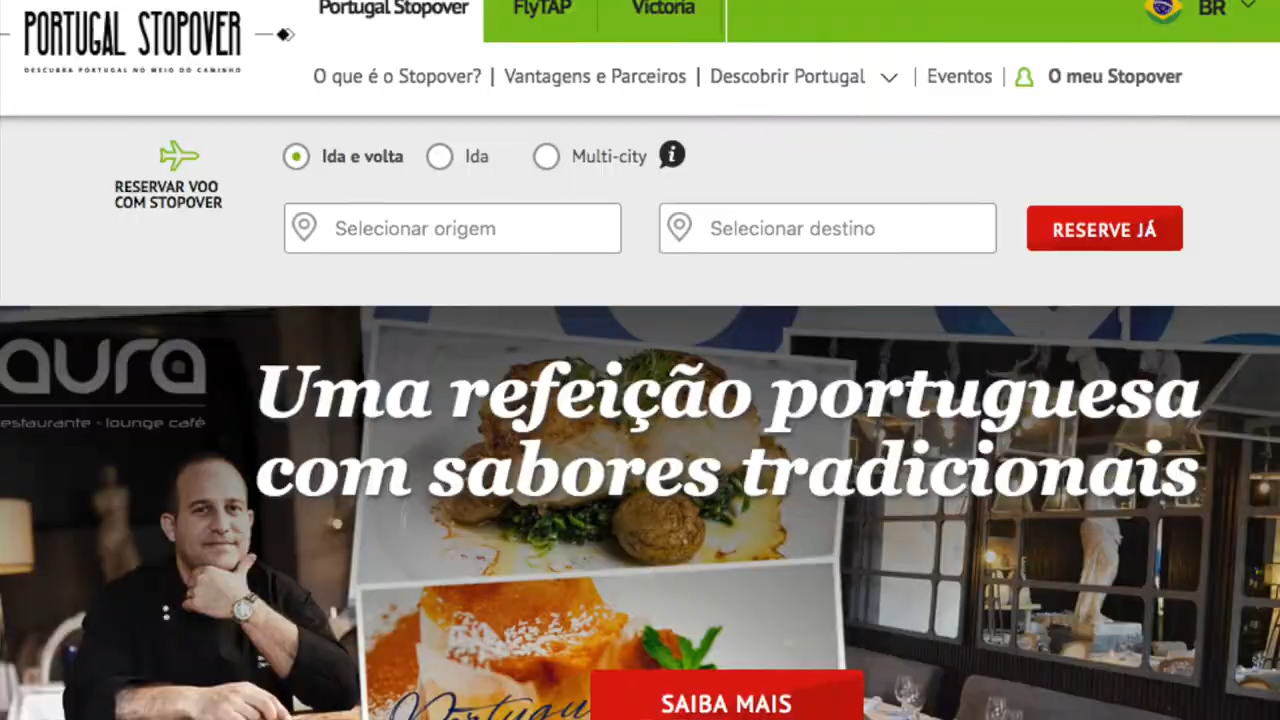 Portugal Stopover
FlyTAP
Victoria
BR
PORTUGAL STOPOVER
DESCUBRA PORTUGAL NO MEIO DO CAMINHO
O que é o Stopover? | Vantagens e Parceiros | Descobrir Portugal | Eventos | O meu Stopover
RESERVAR VOO
COM STOPOVER
Ida e volta
Ida
Multi-city
i
Selecionar origem
Selecionar destino
RESERVE JÁ
aura
restaurante - lounge café
Uma refeição portuguesa
com sabores tradicionais
SAIBA MAIS